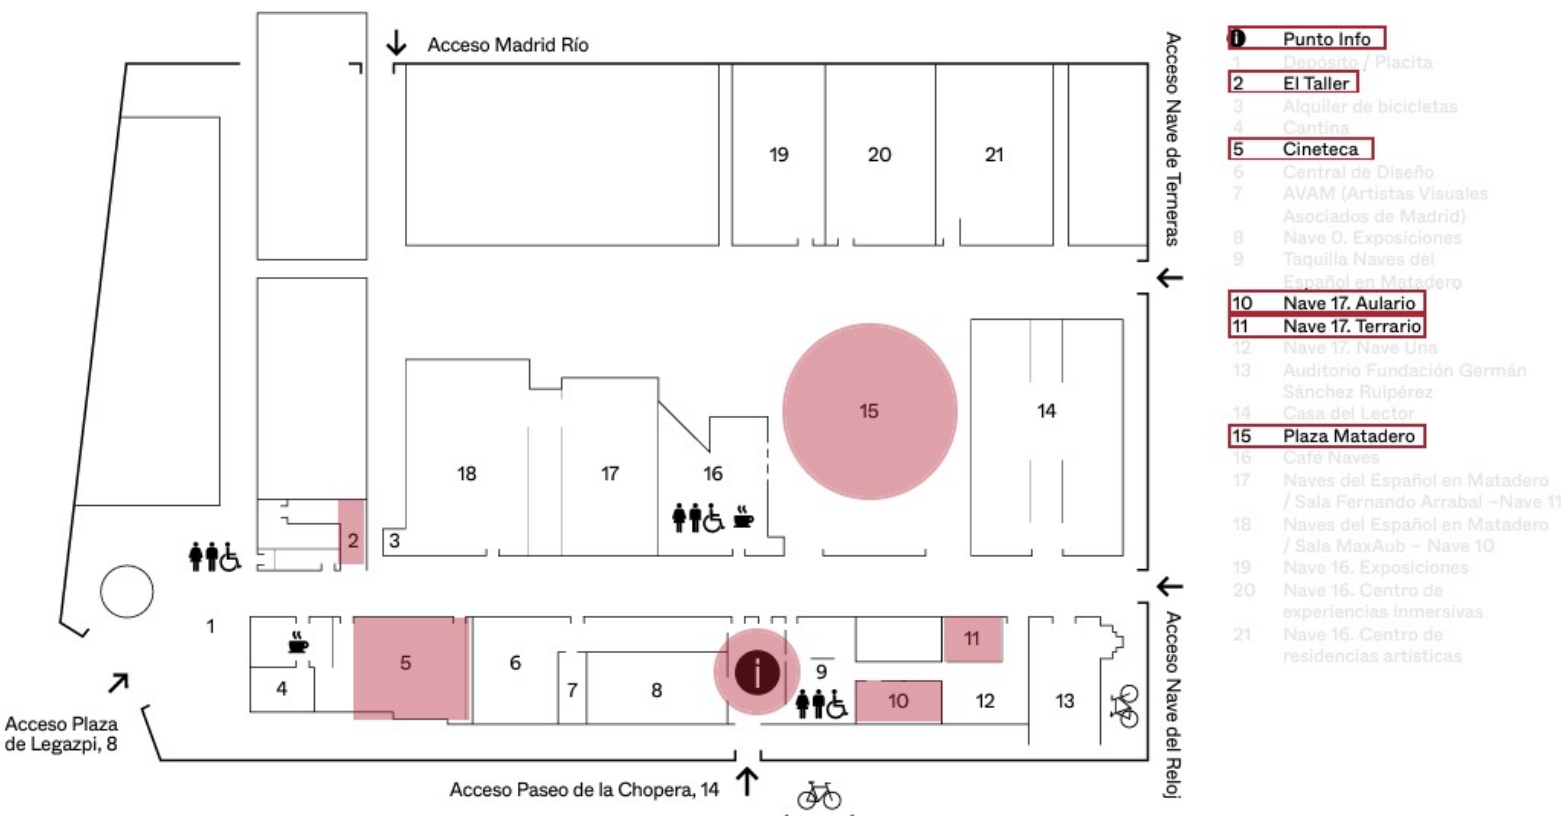 Acceso Madrid Río
Acceso Nave de Terneras
19
20
21
15
14
18
17
16
2
3
1
5
6
4
7
8
i
9
11
10
12
13
Acceso Plaza
de Legazpi, 8
Acceso Paseo de la Chopera, 14
Acceso Nave del Reloj
i Punto Info
1 Depósito / Placita
2 El Taller
3 Alquiler de bicicletas
4 Cantina
5 Cineteca
6 Central de Diseño
7 AVAM (Artistas Visuales
Asociados de Madrid)
8 Nave 0. Exposiciones
9 Taquilla Naves del
Español en Matadero
10 Nave 17. Aulario
11 Nave 17. Terrario
12 Nave 17. Nave Una
13 Auditorio Fundación Germán
Sánchez Ruipérez
14 Casa del Lector
15 Plaza Matadero
16 Café Naves
17 Naves del Español en Matadero
/ Sala Fernando Arrabal –Nave 11
18 Naves del Español en Matadero
/ Sala MaxAub – Nave 10
19 Nave 16. Exposiciones
20 Nave 16. Centro de
experiencias inmersivas
21 Nave 16. Centro de
residencias artísticas